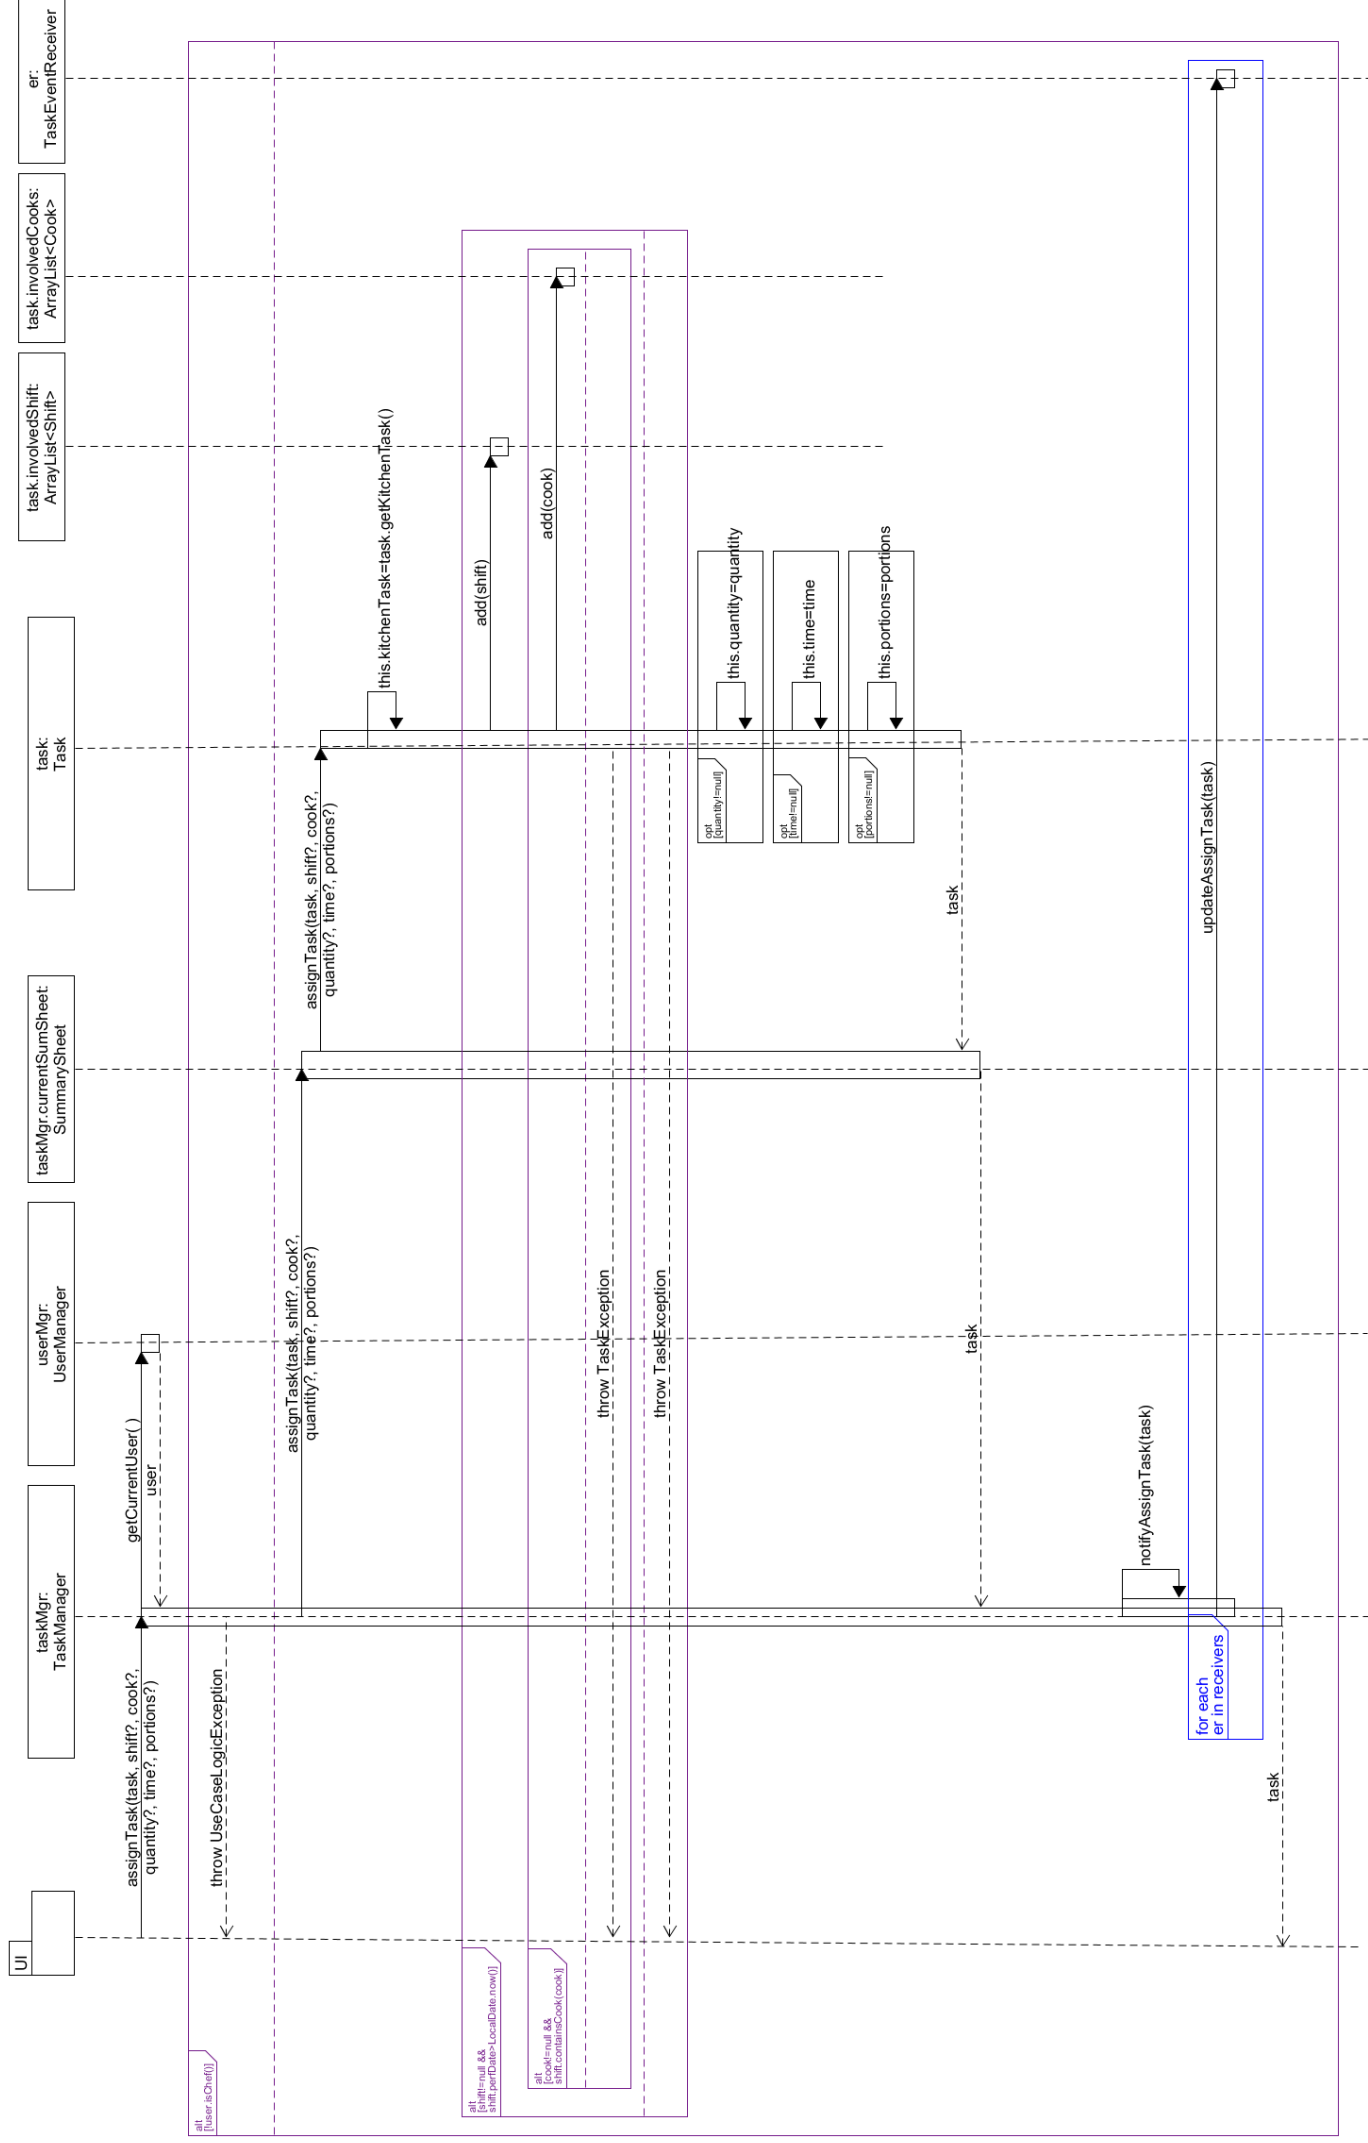 UI
taskMgr:
TaskManager
userMgr:
UserManager
taskMgr.currentSumSheet:
SummarySheet
task:
Task
task.involvedShift:
ArrayList<Shift>
task.involvedCooks:
ArrayList<Cook>
er:
TaskEventReceiver
assignTask(task, shift?, cook?,
quantity?, time?, portions?)
getCurrentUser( )
user
alt
[!user.isChef()]
throw UseCaseLogicException
assignTask(task, shift?, cook?,
quantity?, time?, portions?)
assignTask(task, shift?, cook?,
quantity?, time?, portions?)
this.kitchenTask=task.getKitchenTask()
alt
[shift!=null &&
shift.perfDate>LocalDate.now()]
add(shift)
alt
[cook!=null &&
shift.containsCook(cook)]
add(cook)
throw TaskException
throw TaskException
opt
[quantity!=null]
this.quantity=quantity
opt
[time!=null]
this.time=time
opt
[portions!=null]
this.portions=portions
task
task
notifyAssignTask(task)
for each
er in receivers
updateAssignTask(task)
task